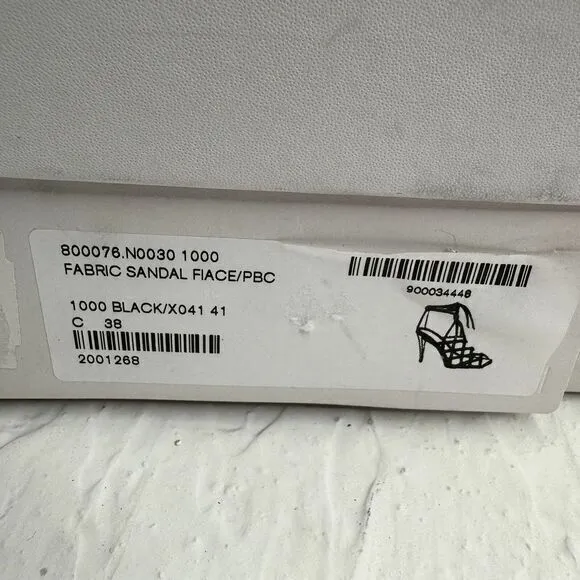 800076.N0030 1000
FABRIC SANDAL FIACE/PBC
900034448
1000 BLACK/X041 41
C 38
2001268